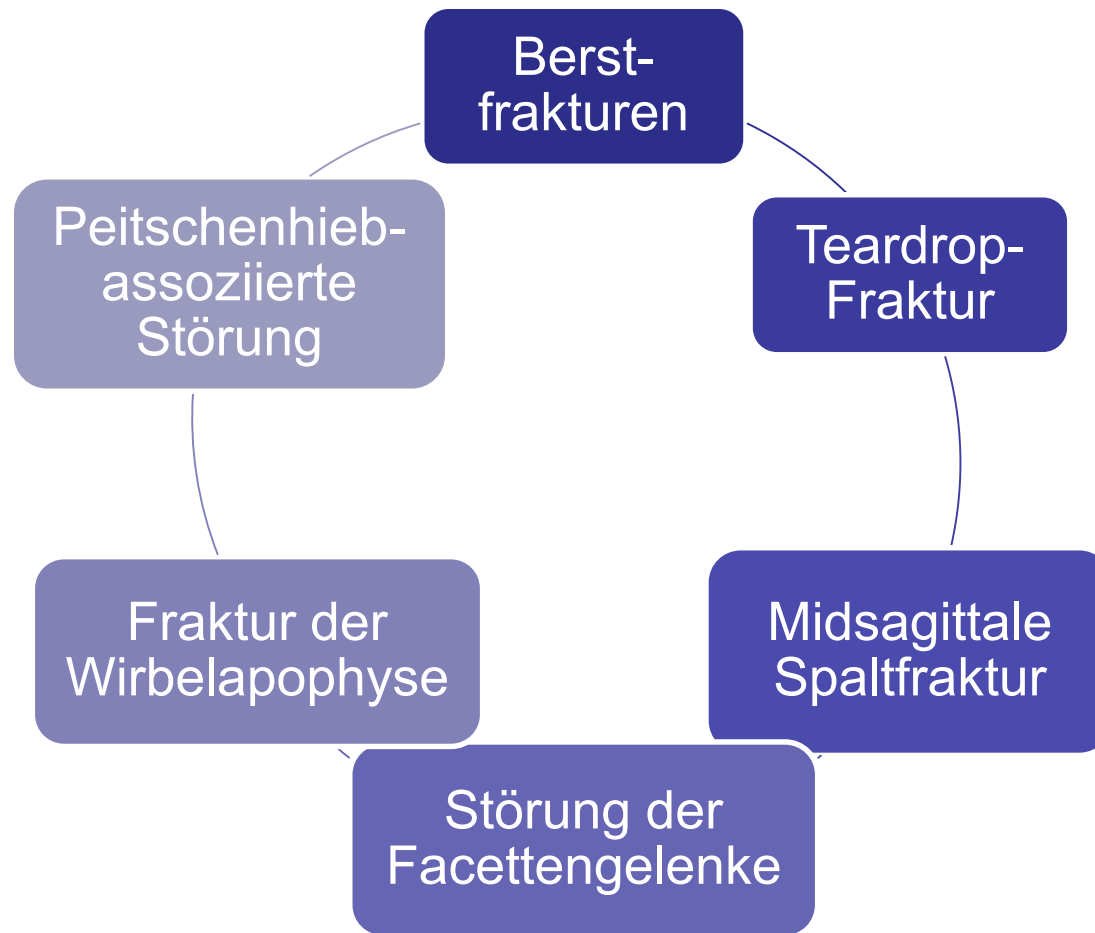 Berst-
frakturen
Teardrop-
Fraktur
Midsagittale
Spaltfraktur
Störung der
Facettengelenke
Fraktur der
Wirbelapophyse
Peitschenhieb-
assoziierte
Störung